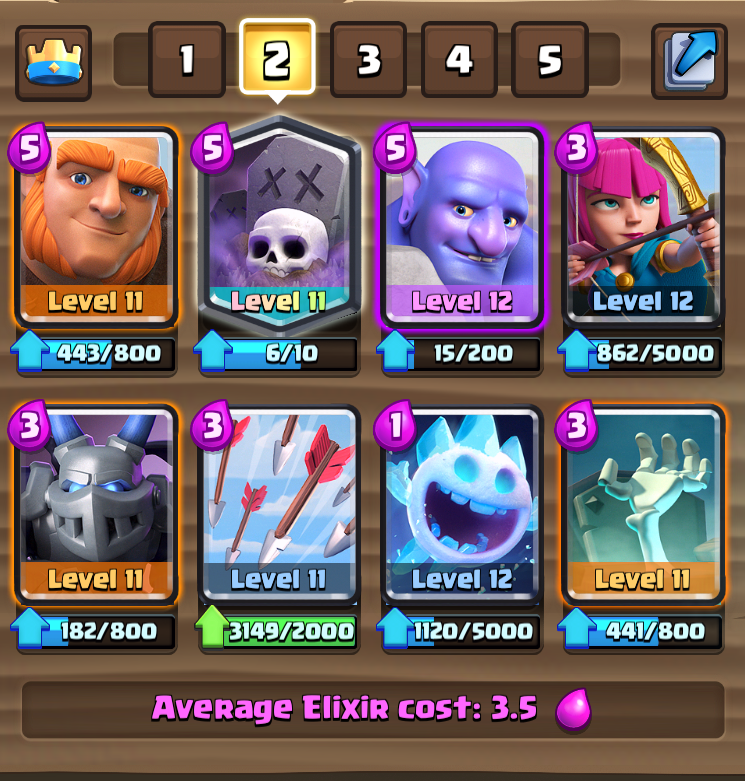 1 2 3 4 5
5 5 5 3
XX
Level 11 Level 11 Level 12 Level 12
443/800 6/10 15/200 862/5000
3 3 1 3
Level 11 Level 11 Level 12 Level 11
182/800 3149/2000 1120/5000 441/800
Average Elixir cost: 3.5